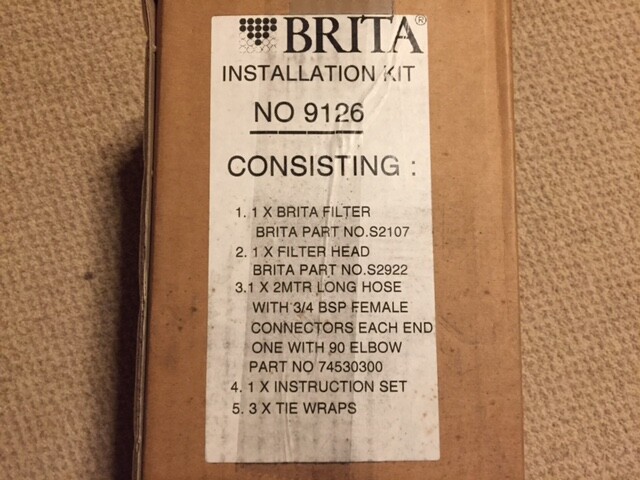 BRITA®
INSTALLATION KIT
NO 9126
CONSISTING :
1. 1 X BRITA FILTER
BRITA PART NO.S2107
2. 1 X FILTER HEAD
BRITA PART NO.S2922
3.1 X 2MTR LONG HOSE
WITH 3/4 BSP FEMALE
CONNECTORS EACH END
ONE WITH 90 ELBOW
PART NO 74530300
4. 1 X INSTRUCTION SET
5. 3 X TIE WRAPS